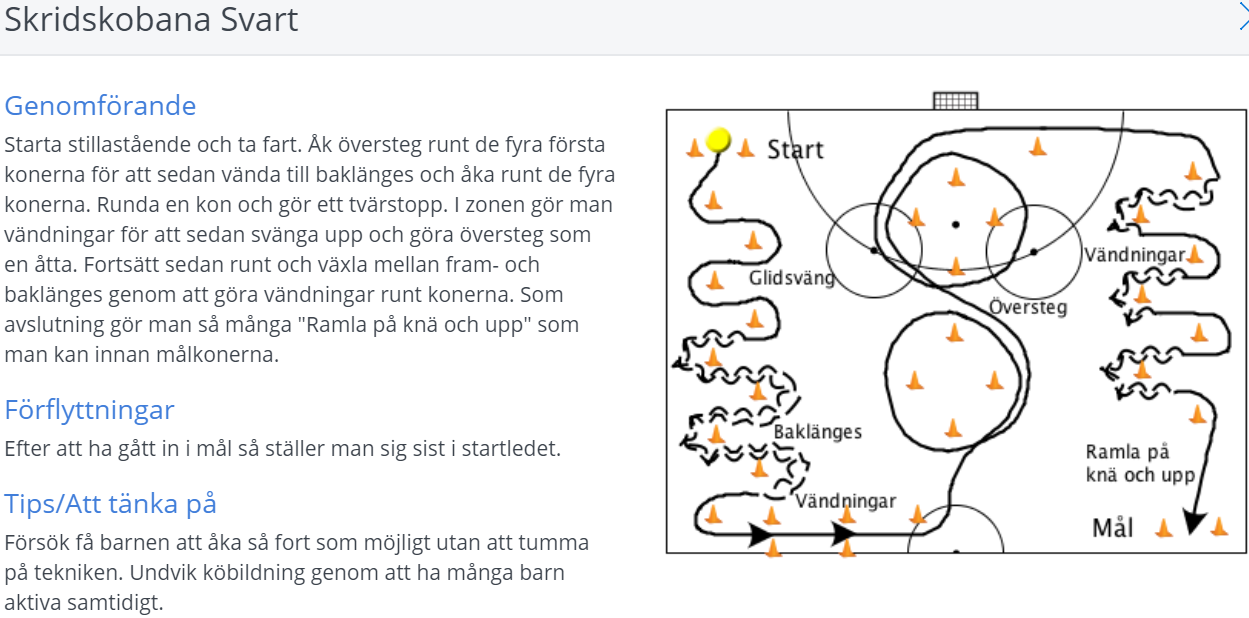 Skridskobana Svart
Genomförande
Starta stillastående och ta fart. Åk översteg runt de fyra första
konerna för att sedan vända till baklänges och åka runt de fyra
konerna. Runda en kon och gör ett tvärstopp. I zonen gör man
vändningar för att sedan svänga upp och göra översteg som
en åtta. Fortsätt sedan runt och växla mellan fram- och
baklänges genom att göra vändningar runt konerna. Som
avslutning gör man så många "Ramla på knä och upp" som
man kan innan målkonerna.
Förflyttningar
Efter att ha gått in i mål så ställer man sig sist i startledet.
Tips/Att tänka på
Försök få barnen att åka så fort som möjligt utan att tumma
på tekniken. Undvik köbildning genom att ha många barn
aktiva samtidigt.
Start
Glidsväng
Vändningar
Översteg
Baklänges
Vändningar
Ramla på
knä och upp
Mål